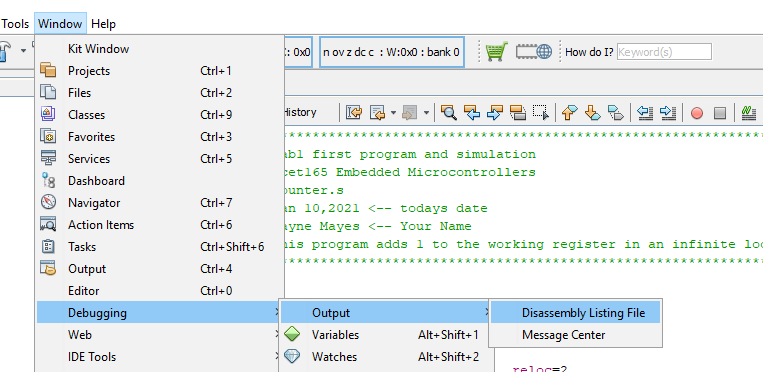 Tools Window Help
Kit Window
Projects Ctrl+1
Files Ctrl+2
Classes Ctrl+9
Favorites Ctrl+3
Services Ctrl+5
Dashboard
Navigator Ctrl+7
Action Items Ctrl+6
Tasks Ctrl+Shift+6
Output Ctrl+4
Editor Ctrl+0
Debugging
Web
IDE Tools
Output
Variables Alt+Shift+1
Watches Alt+Shift+2
Disassembly Listing File
Message Center
: 0x0 n ov z dc c : W:0x0 : bank 0 How do I? Keyword(s)
History
**********************************************************
ab1 first program and simulation
cet165 Embedded Microcontrollers
ounter.s
an 10,2021 <-- todays date
ayne Mayes <-- Your Name
his program adds 1 to the working register in an infinite loo
**********************************************************
reloc=2